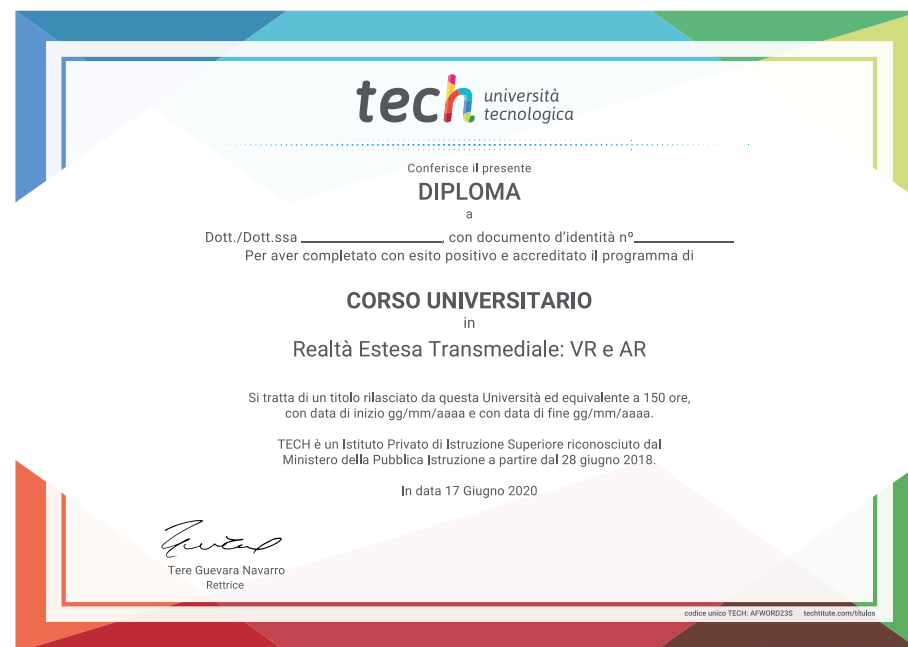 tech università
tecnologica
Conferisce il presente
DIPLOMA
a
Dott./Dott.ssa ____________________, con documento d'identità nº______________
Per aver completato con esito positivo e accreditato il programma di
CORSO UNIVERSITARIO
in
Realtà Estesa Transmediale: VR e AR
Si tratta di un titolo rilasciato da questa Università ed equivalente a 150 ore,
con data di inizio gg/mm/aaaa e con data di fine gg/mm/aaaa.
TECH è un Istituto Privato di Istruzione Superiore riconosciuto dal
Ministero della Pubblica Istruzione a partire dal 28 giugno 2018.
In data 17 Giugno 2020
Tere Guevara Navarro
Rettrice
codice unico TECH: AFWORD23S techtitute.com/títulos